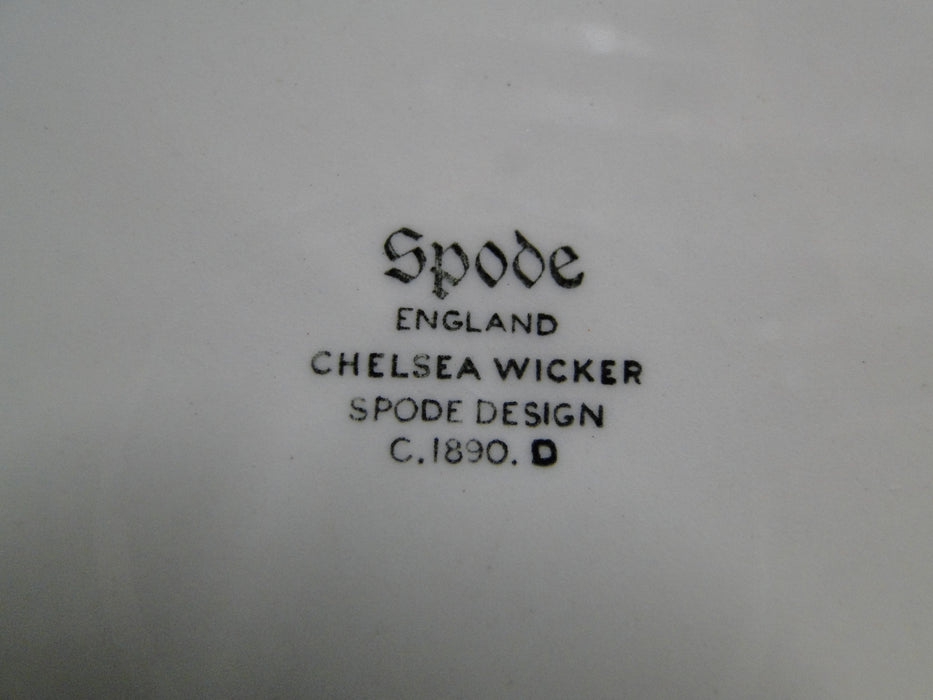 Spode
ENGLAND
CHELSEA WICKER
SPODE DESIGN
C.1890. D